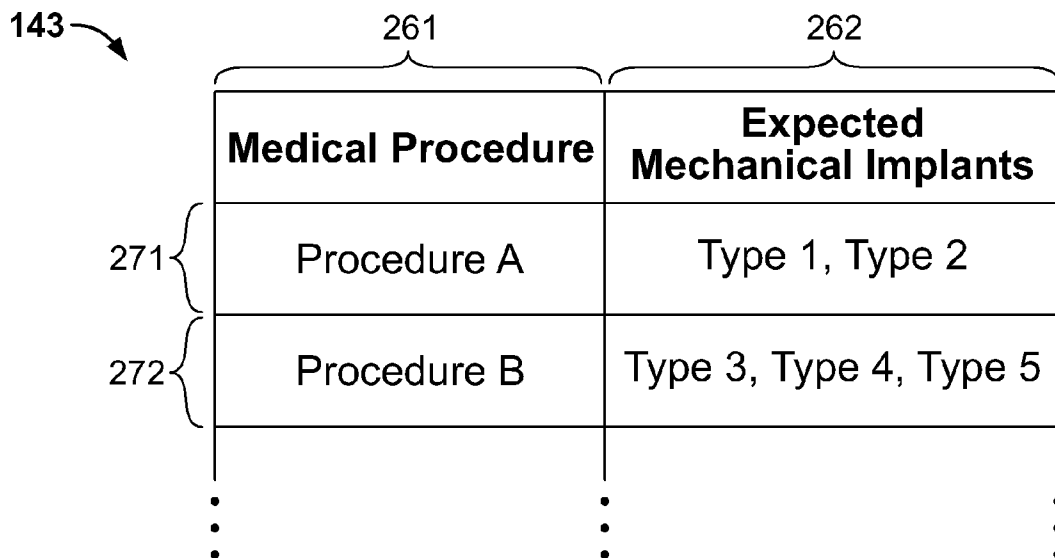 143
261
262
Medical Procedure
Expected
Mechanical Implants
271
Procedure A
Type 1, Type 2
272
Procedure B
Type 3, Type 4, Type 5